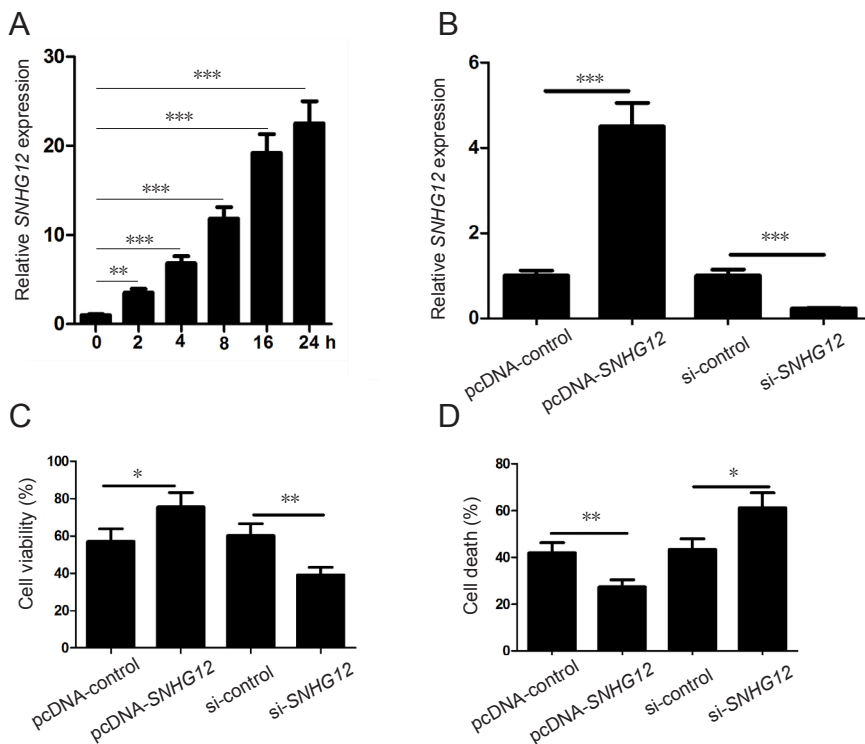 A
Relative SNHG12 expression
30
20
10
0
***
***
***
***
**
0 2 4 8 16 24 h
B
Relative SNHG12 expression
6
4
2
0
***
***
pcDNA-control
pcDNA-SNHG12
si-control
si-SNHG12
C
Cell viability (%)
100
80
60
40
20
0
*
**
pcDNA-control
pcDNA-SNHG12
si-control
si-SNHG12
D
Cell death (%)
80
60
40
20
0
**
*
pcDNA-control
pcDNA-SNHG12
si-control
si-SNHG12